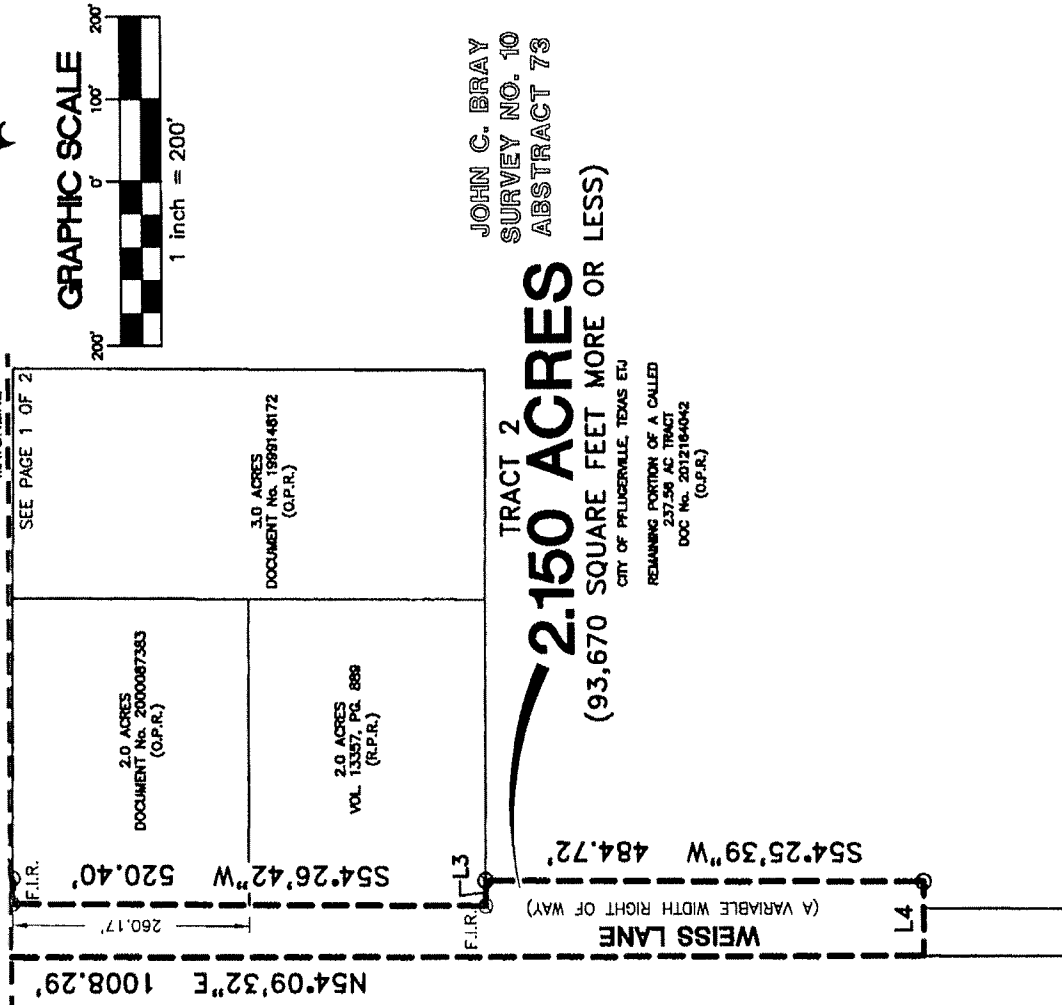 GRAPHIC SCALE
200' 0' 100' 200'
1 inch = 200'
SEE PAGE 1 OF 2
JOHN C. BRAY
SURVEY NO. 10
ABSTRACT 73
3.0 ACRES
DOCUMENT No. 1999148172
(O.P.R.)
2.0 ACRES
DOCUMENT No. 2000087383
(O.P.R.)
2.0 ACRES
VOL. 13357, PG. 889
(R.P.R.)
TRACT 2
2.150 ACRES
(93,670 SQUARE FEET MORE OR LESS)
CITY OF PFLUGERVILLE, TEXAS ETJ
REMAINING PORTION OF A CALLED
237.56 AC TRACT
DOC No. 2012164042
(O.P.R.)
F.I.R.
S54°26'42"W 520.40'
260.17'
L3
F.I.R.
S54°25'39"W 484.72'
(A VARIABLE WIDTH RIGHT OF WAY)
WEISS LANE
L4
N54°09'32"E 1008.29'